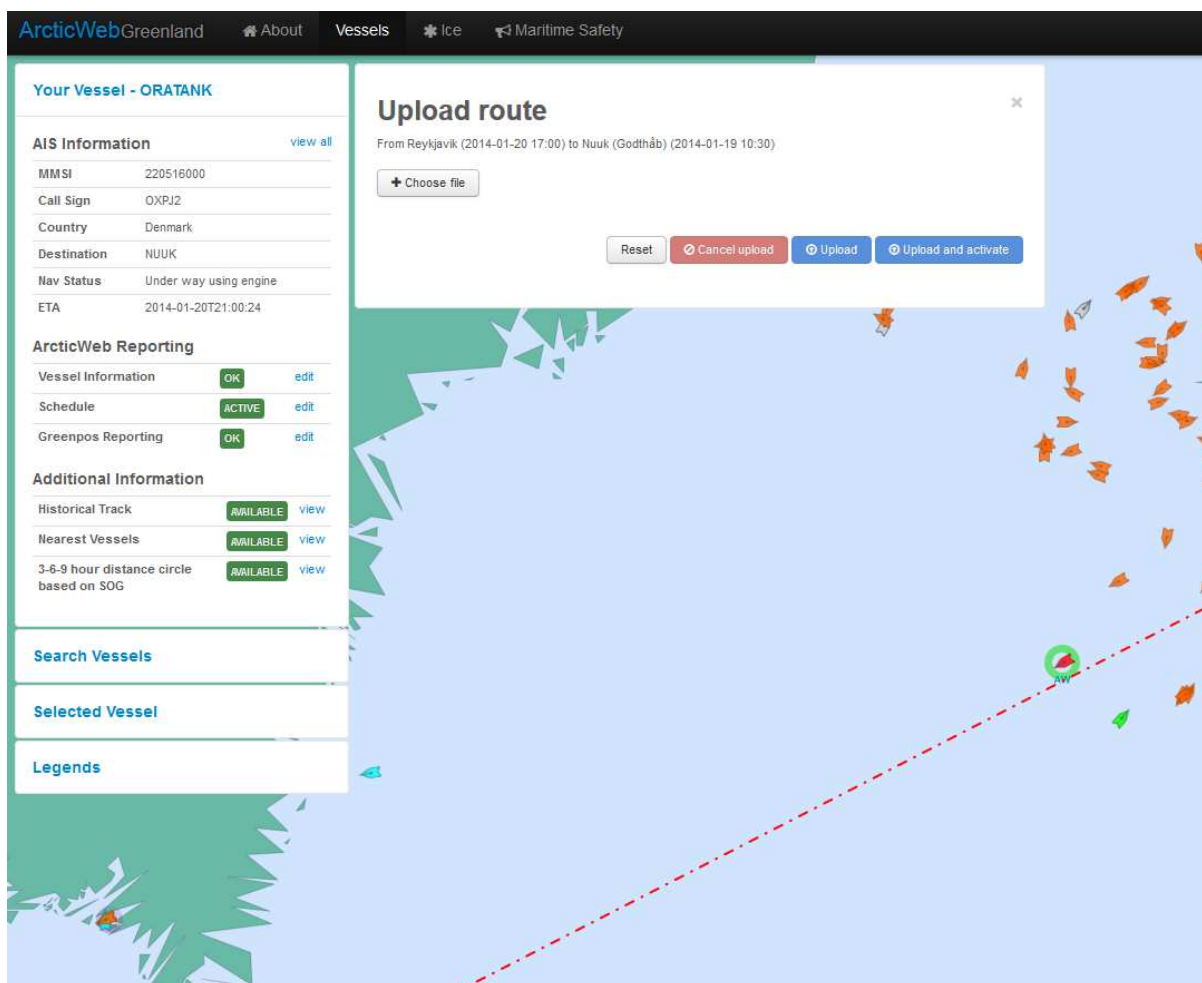 ArcticWebGreenland About Vessels Ice Maritime Safety
Your Vessel - ORATANK
AIS Information view all
MMSI 220516000
Call Sign OXPJ2
Country Denmark
Destination NUUK
Nav Status Under way using engine
ETA 2014-01-20T21:00:24
ArcticWeb Reporting
Vessel Information OK edit
Schedule ACTIVE edit
Greenpos Reporting OK edit
Additional Information
Historical Track AVAILABLE view
Nearest Vessels AVAILABLE view
3-6-9 hour distance circle AVAILABLE view
based on SOG
Search Vessels
Selected Vessel
Legends
Upload route ×
From Reykjavik (2014-01-20 17:00) to Nuuk (Godthåb) (2014-01-19 10:30)
Choose file
Reset Cancel upload Upload Upload and activate
AW